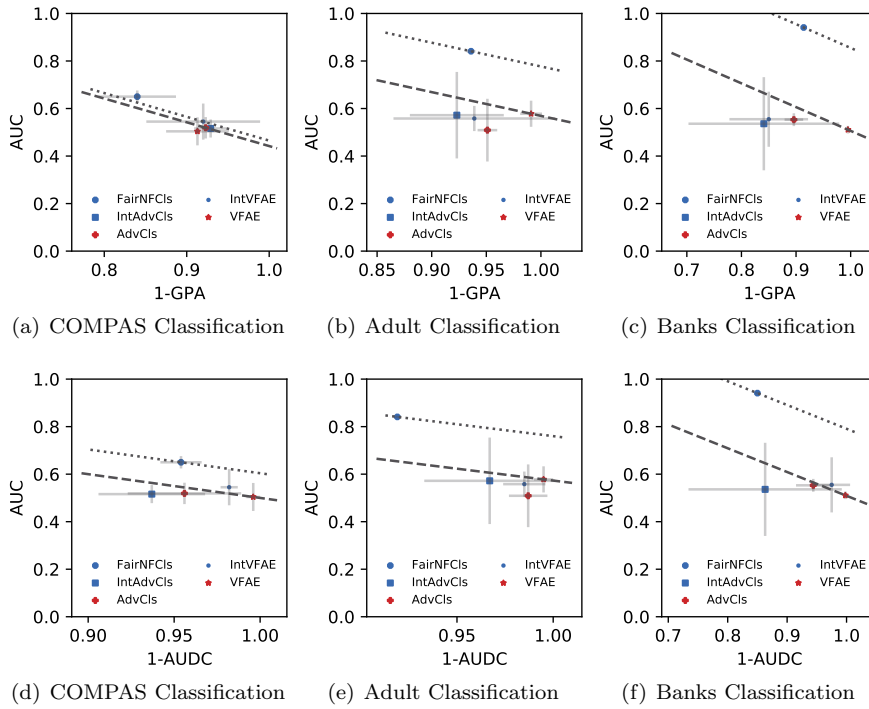 1.0
0.8
0.6
0.4
0.2
0.0
AUC
0.8 0.9 1.0
1-GPA
FairNFCls IntVFAE
IntAdvCls VFAE
AdvCls
(a) COMPAS Classification
1.0
0.8
0.6
0.4
0.2
0.0
AUC
0.85 0.90 0.95 1.00
1-GPA
FairNFCls IntVFAE
IntAdvCls VFAE
AdvCls
(b) Adult Classification
1.0
0.8
0.6
0.4
0.2
0.0
AUC
0.7 0.8 0.9 1.0
1-GPA
FairNFCls IntVFAE
IntAdvCls VFAE
AdvCls
(c) Banks Classification
1.0
0.8
0.6
0.4
0.2
0.0
AUC
0.90 0.95 1.00
1-AUDC
FairNFCls IntVFAE
IntAdvCls VFAE
AdvCls
(d) COMPAS Classification
1.0
0.8
0.6
0.4
0.2
0.0
AUC
0.95 1.00
1-AUDC
FairNFCls IntVFAE
IntAdvCls VFAE
AdvCls
(e) Adult Classification
1.0
0.8
0.6
0.4
0.2
0.0
AUC
0.7 0.8 0.9 1.0
1-AUDC
FairNFCls IntVFAE
IntAdvCls VFAE
AdvCls
(f) Banks Classification